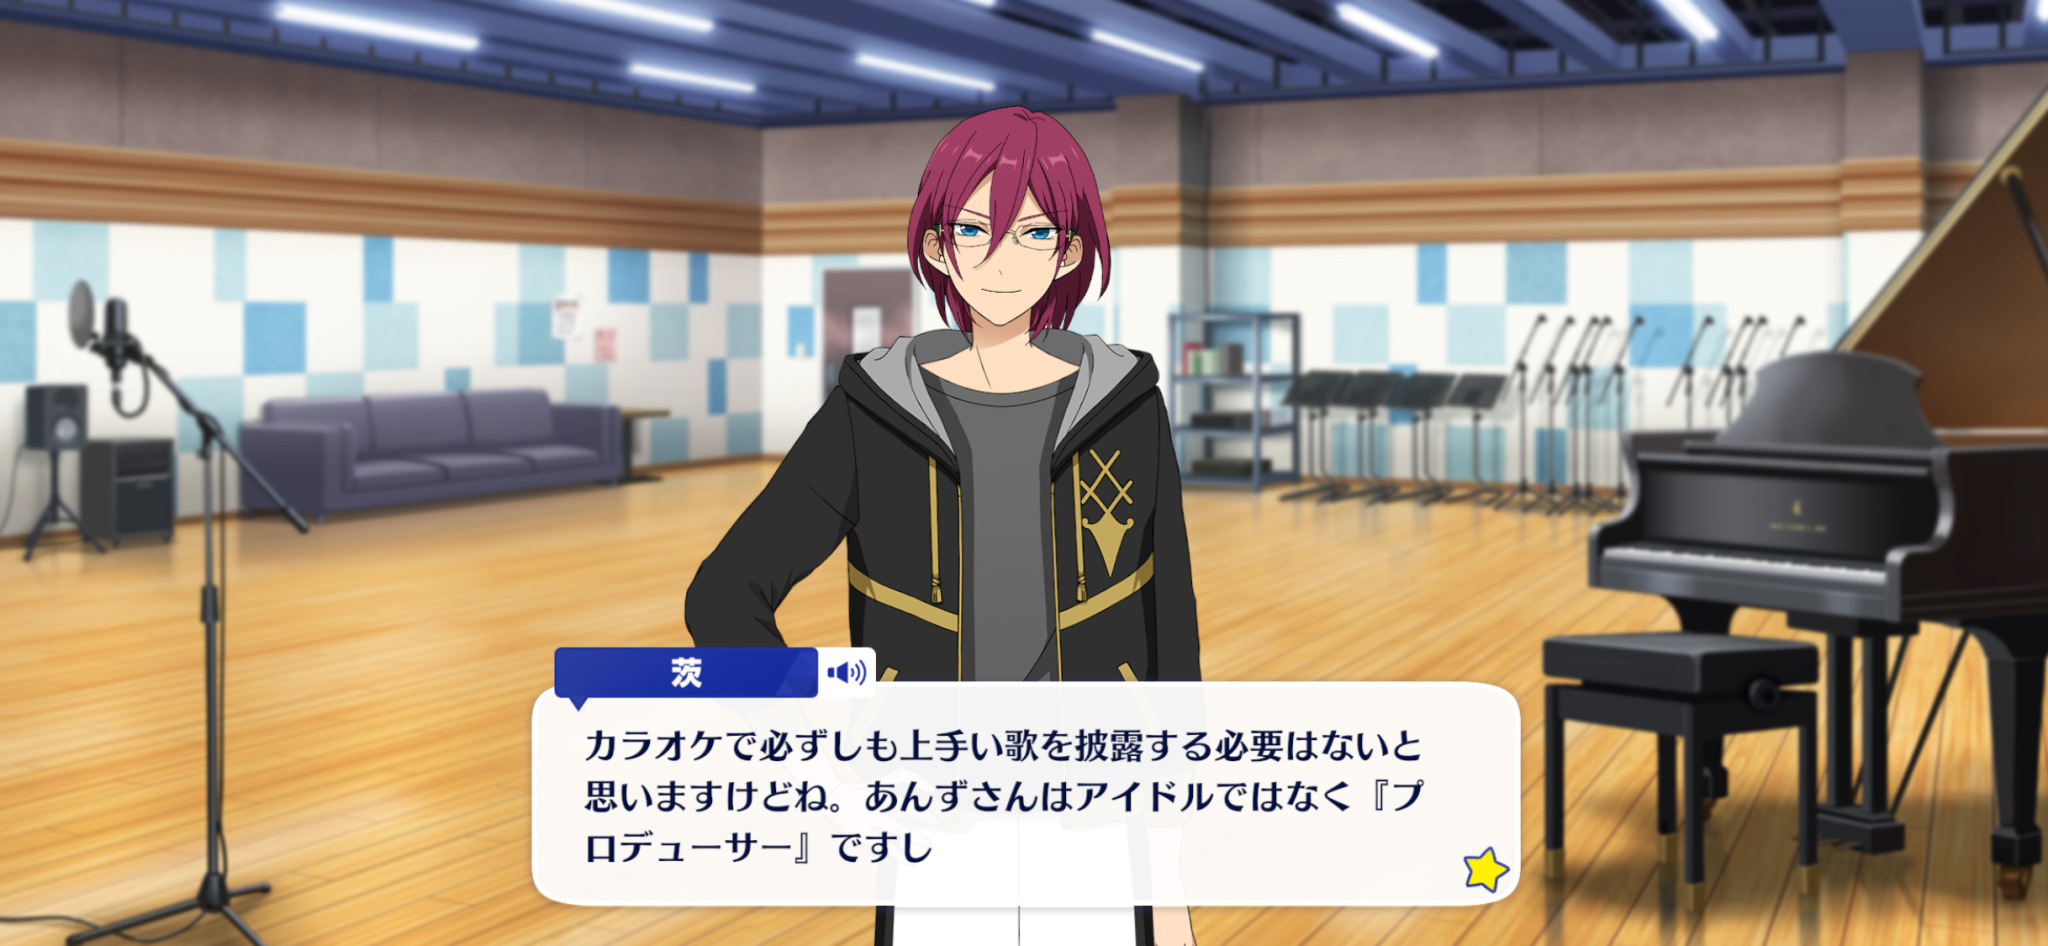 茨
カラオケで必ずしも上手い歌を披露する必要はないと
思いますけどね。あんずさんはアイドルではなく『プ
ロデューサー』ですし